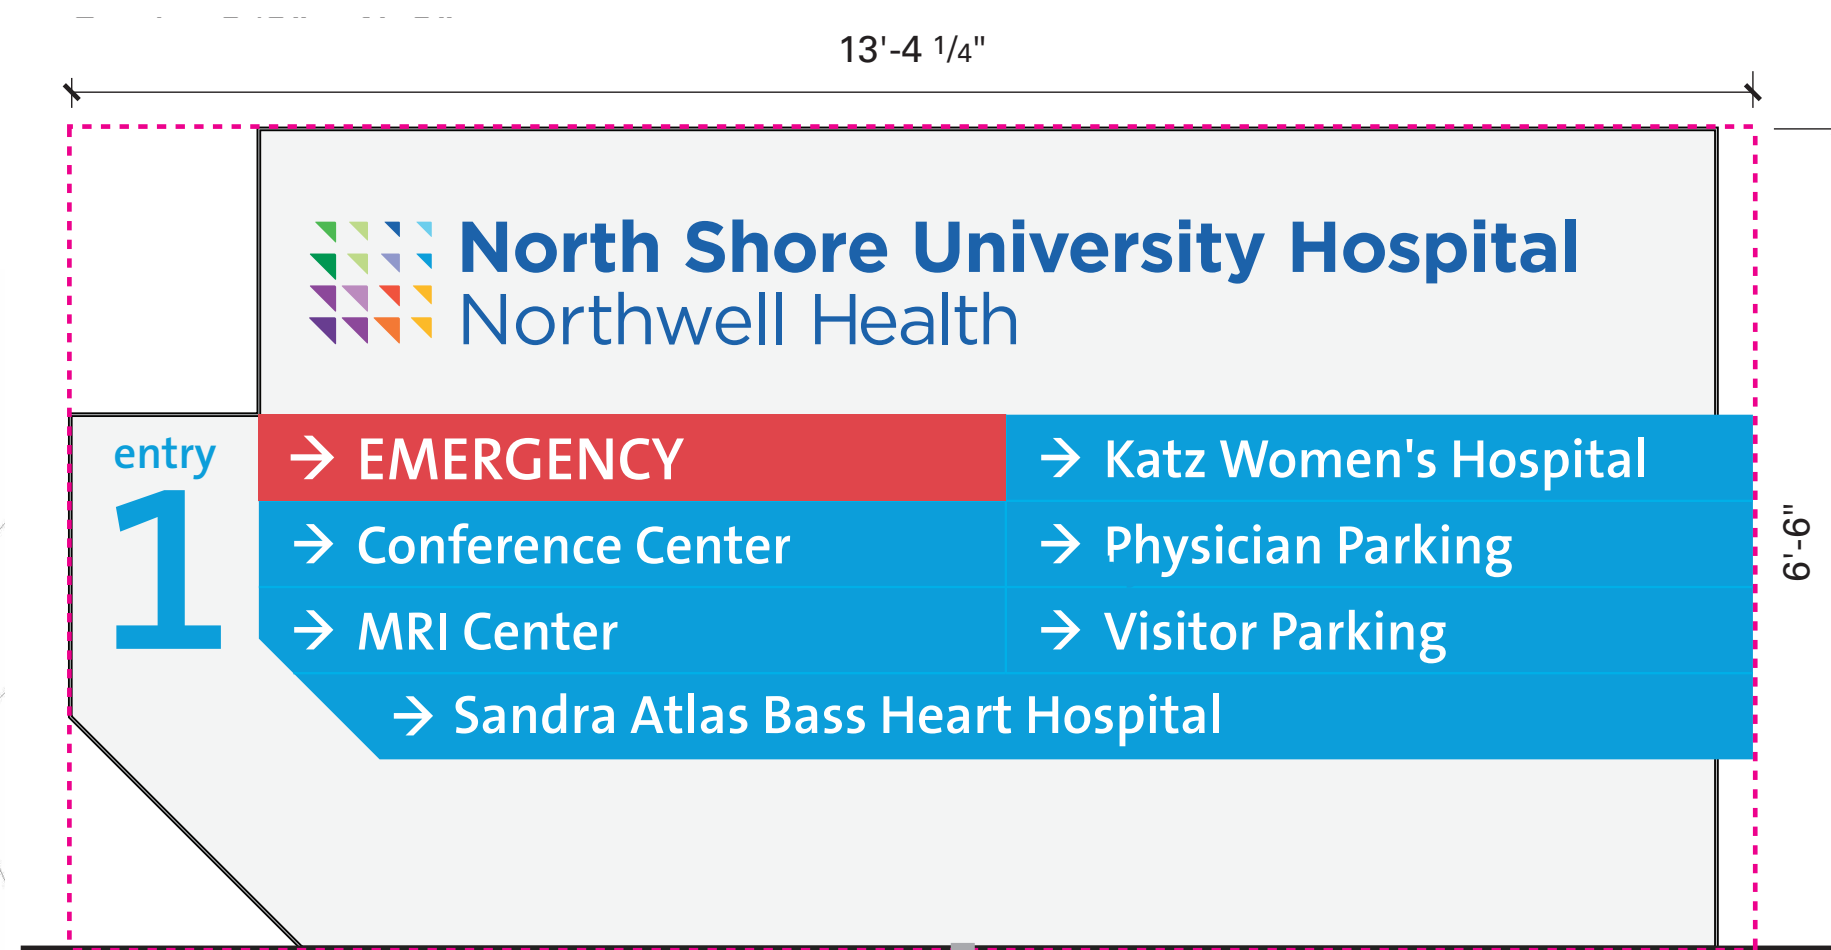 13'-4 1/4"
North Shore University Hospital
Northwell Health
entry
1
→ EMERGENCY
→ Conference Center
→ MRI Center
→ Katz Women's Hospital
→ Physician Parking
→ Visitor Parking
→ Sandra Atlas Bass Heart Hospital
6'-6"